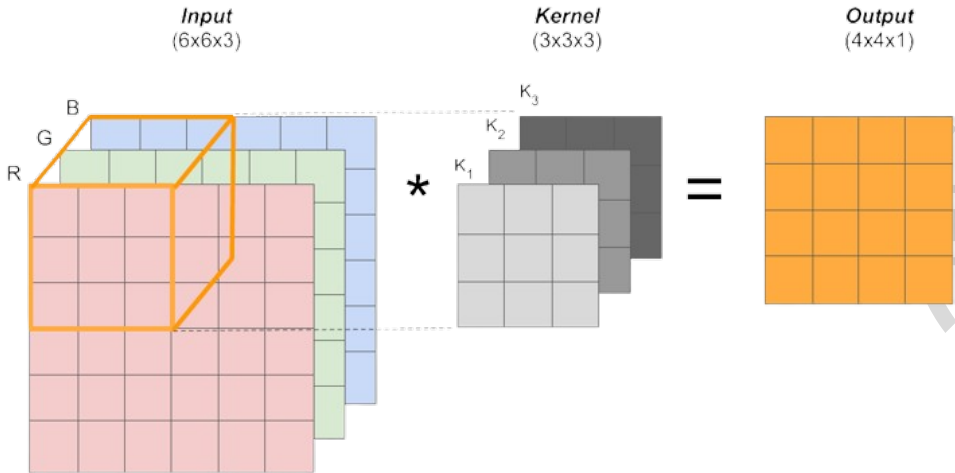 Input
(6x6x3)
Kernel
(3x3x3)
Output
(4x4x1)
B
G
R
K3
K2
K1
*
=